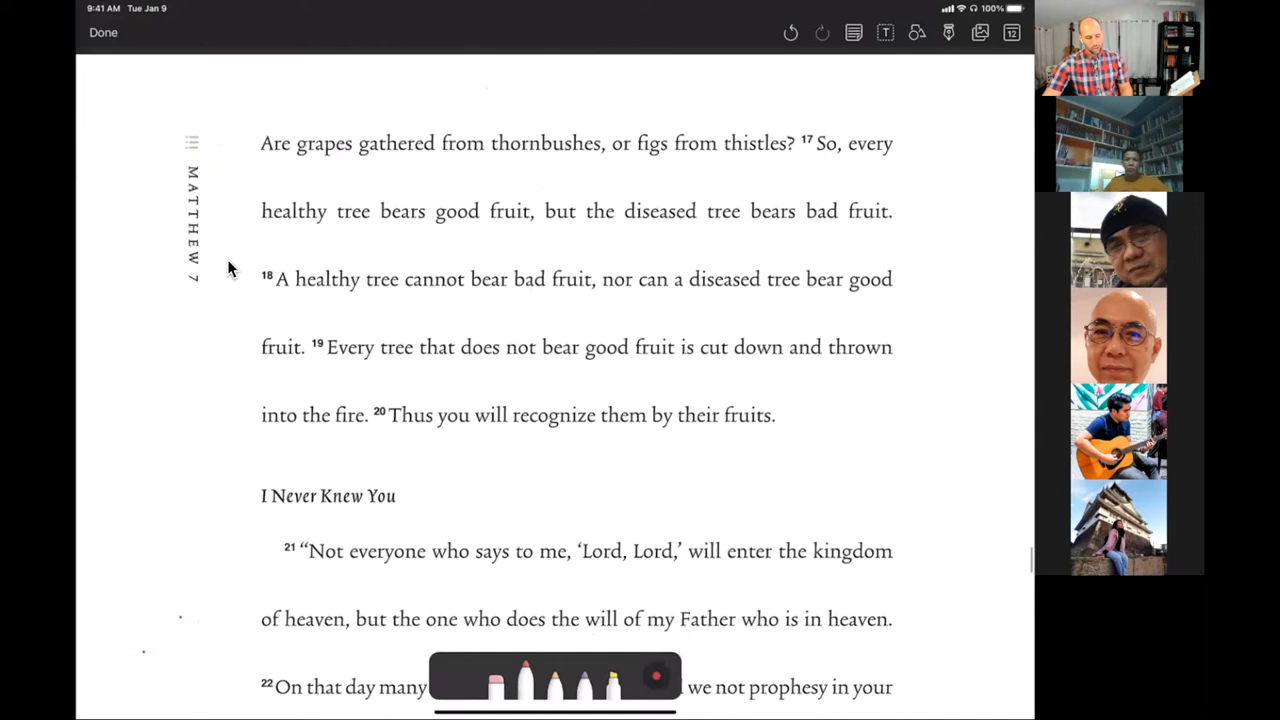 9:41 AM Tue Jan 9
100%
Done
12
MATTHEW 7
Are grapes gathered from thornbushes, or figs from thistles? 17 So, every
healthy tree bears good fruit, but the diseased tree bears bad fruit.
18 A healthy tree cannot bear bad fruit, nor can a diseased tree bear good
fruit. 19 Every tree that does not bear good fruit is cut down and thrown
into the fire. 20 Thus you will recognize them by their fruits.
I Never Knew You
21 “Not everyone who says to me, ‘Lord, Lord,’ will enter the kingdom
of heaven, but the one who does the will of my Father who is in heaven.
22 On that day many we not prophesy in your